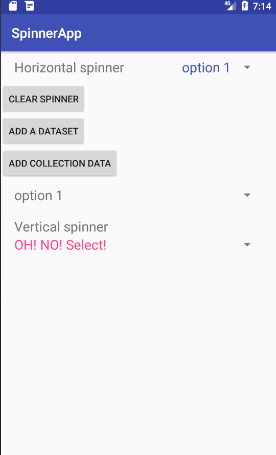 7:14
SpinnerApp
Horizontal spinner option 1
CLEAR SPINNER
ADD A DATASET
ADD COLLECTION DATA
option 1
Vertical spinner
OH! NO! Select!